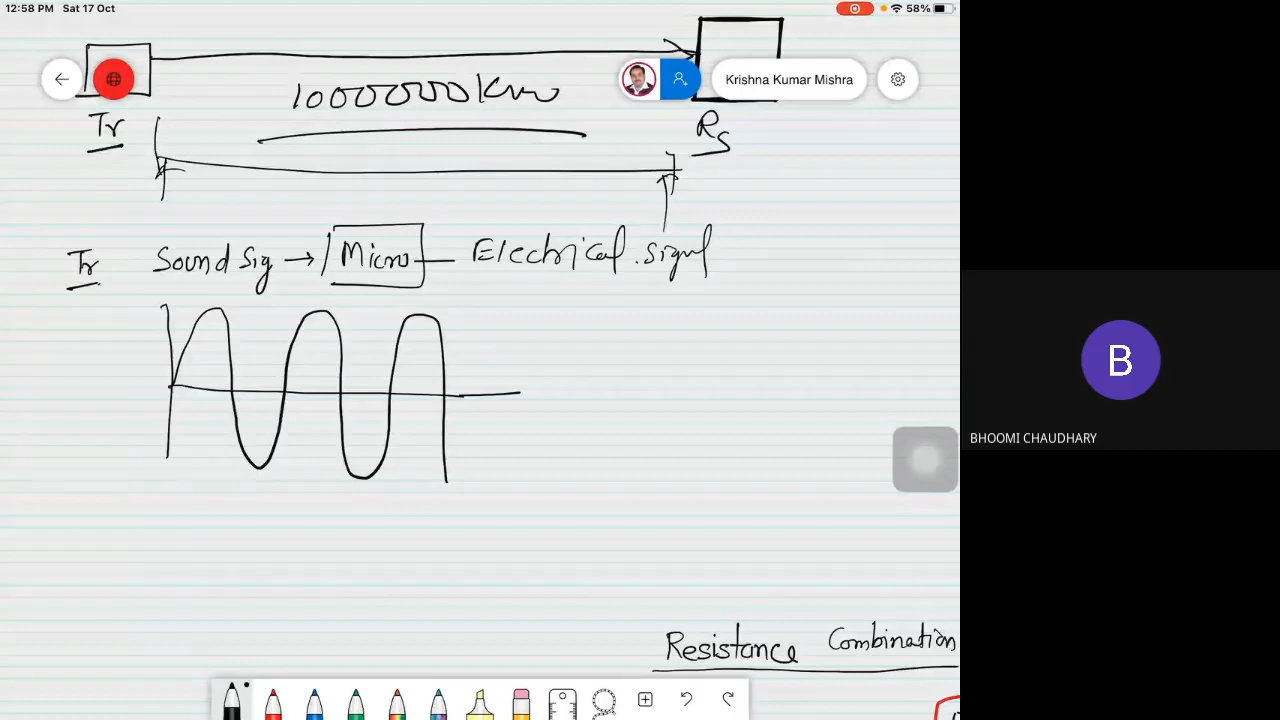 12:58 PM Sat 17 Oct 58%
1000000 Km
Krishna Kumar Mishra
Tr
Rs
Tr Sound Sig → Micro Electrical signl
B
BHOOMI CHAUDHARY
Resistance Combination